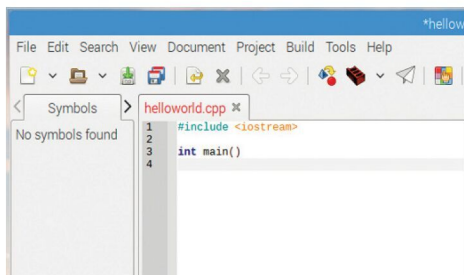 *hellow
File Edit Search View Document Project Build Tools Help
Symbols
helloworld.cpp
No symbols found
1 #include <iostream>
2
3 int main()
4